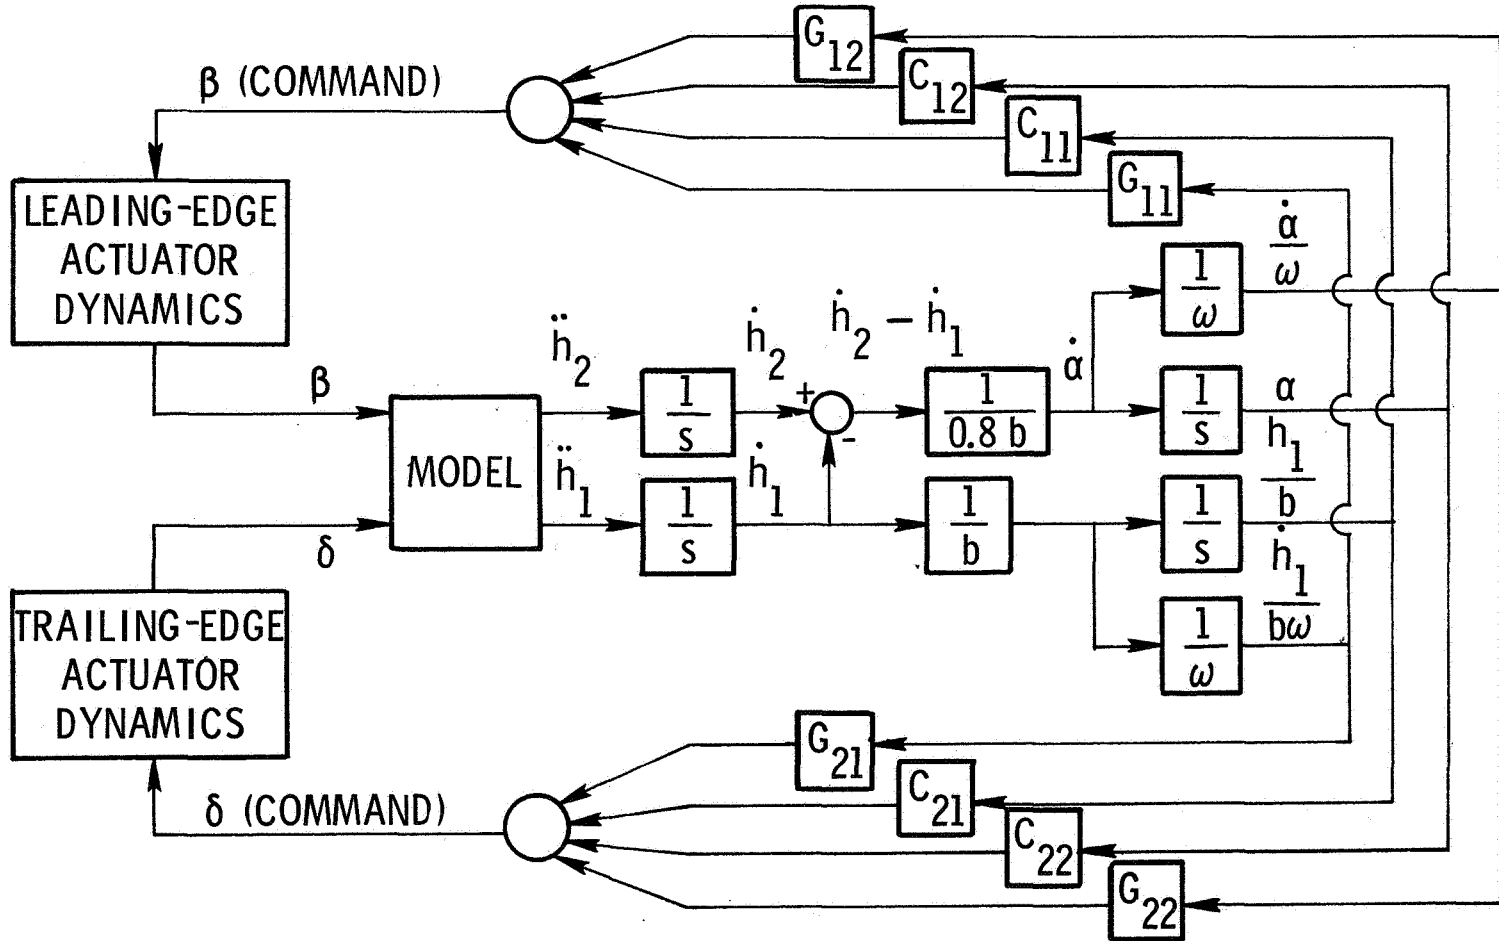 G12
C12
C11
G11
β (COMMAND)
LEADING-EDGE
ACTUATOR
DYNAMICS
α̇
ω
1
ω
ḧ2
ḣ2
ḣ2 − ḣ1
α̇
β
+
-
1
s
1
0.8 b
1
s
α
MODEL
ḧ1
ḣ1
1
s
1
b
1
s
h1
b
δ
ḣ1
bω
1
ω
TRAILING-EDGE
ACTUATOR
DYNAMICS
G21
C21
C22
G22
δ (COMMAND)